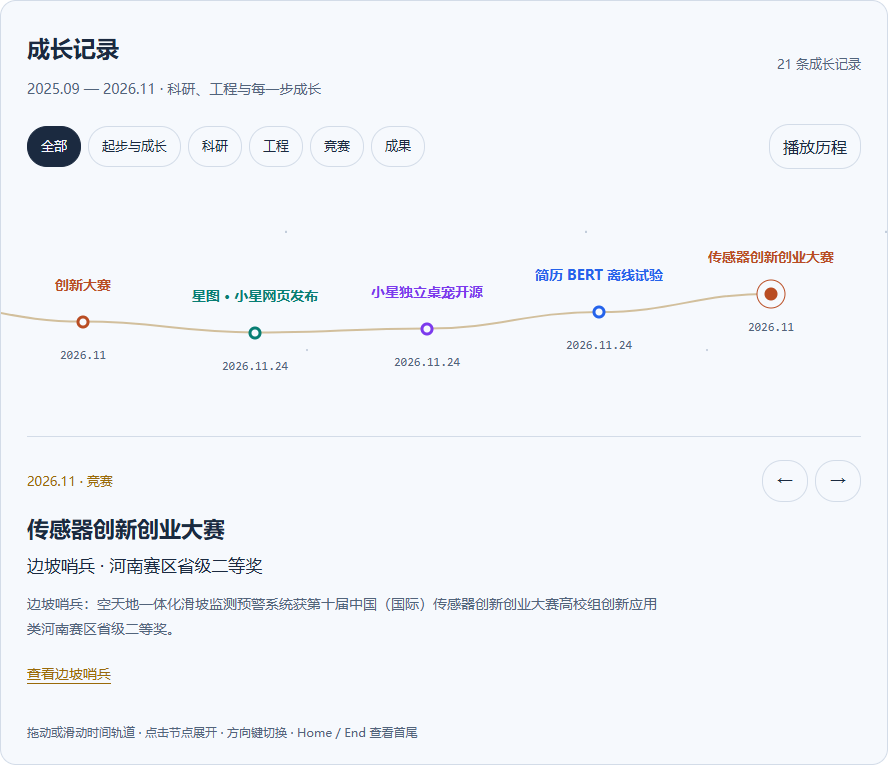 成长记录
21 条成长记录
2025.09 — 2026.11 · 科研、工程与每一步成长
全部
起步与成长
科研
工程
竞赛
成果
播放历程
创新大赛
2026.11
星图 • 小星网页发布
2026.11.24
小星独立桌宠开源
2026.11.24
简历 BERT 离线试验
2026.11.24
传感器创新创业大赛
2026.11
2026.11 · 竞赛
←
→
传感器创新创业大赛
边坡哨兵 · 河南赛区省级二等奖
边坡哨兵：空天地一体化滑坡监测预警系统获第十届中国（国际）传感器创新创业大赛高校组创新应用
类河南赛区省级二等奖。
查看边坡哨兵
拖动或滑动时间轨道 · 点击节点展开 · 方向键切换 · Home / End 查看首尾